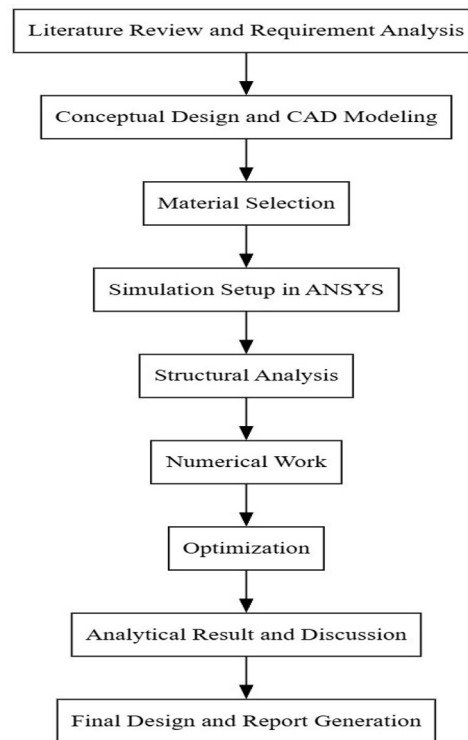 Literature Review and Requirement Analysis
Conceptual Design and CAD Modeling
Material Selection
Simulation Setup in ANSYS
Structural Analysis
Numerical Work
Optimization
Analytical Result and Discussion
Final Design and Report Generation